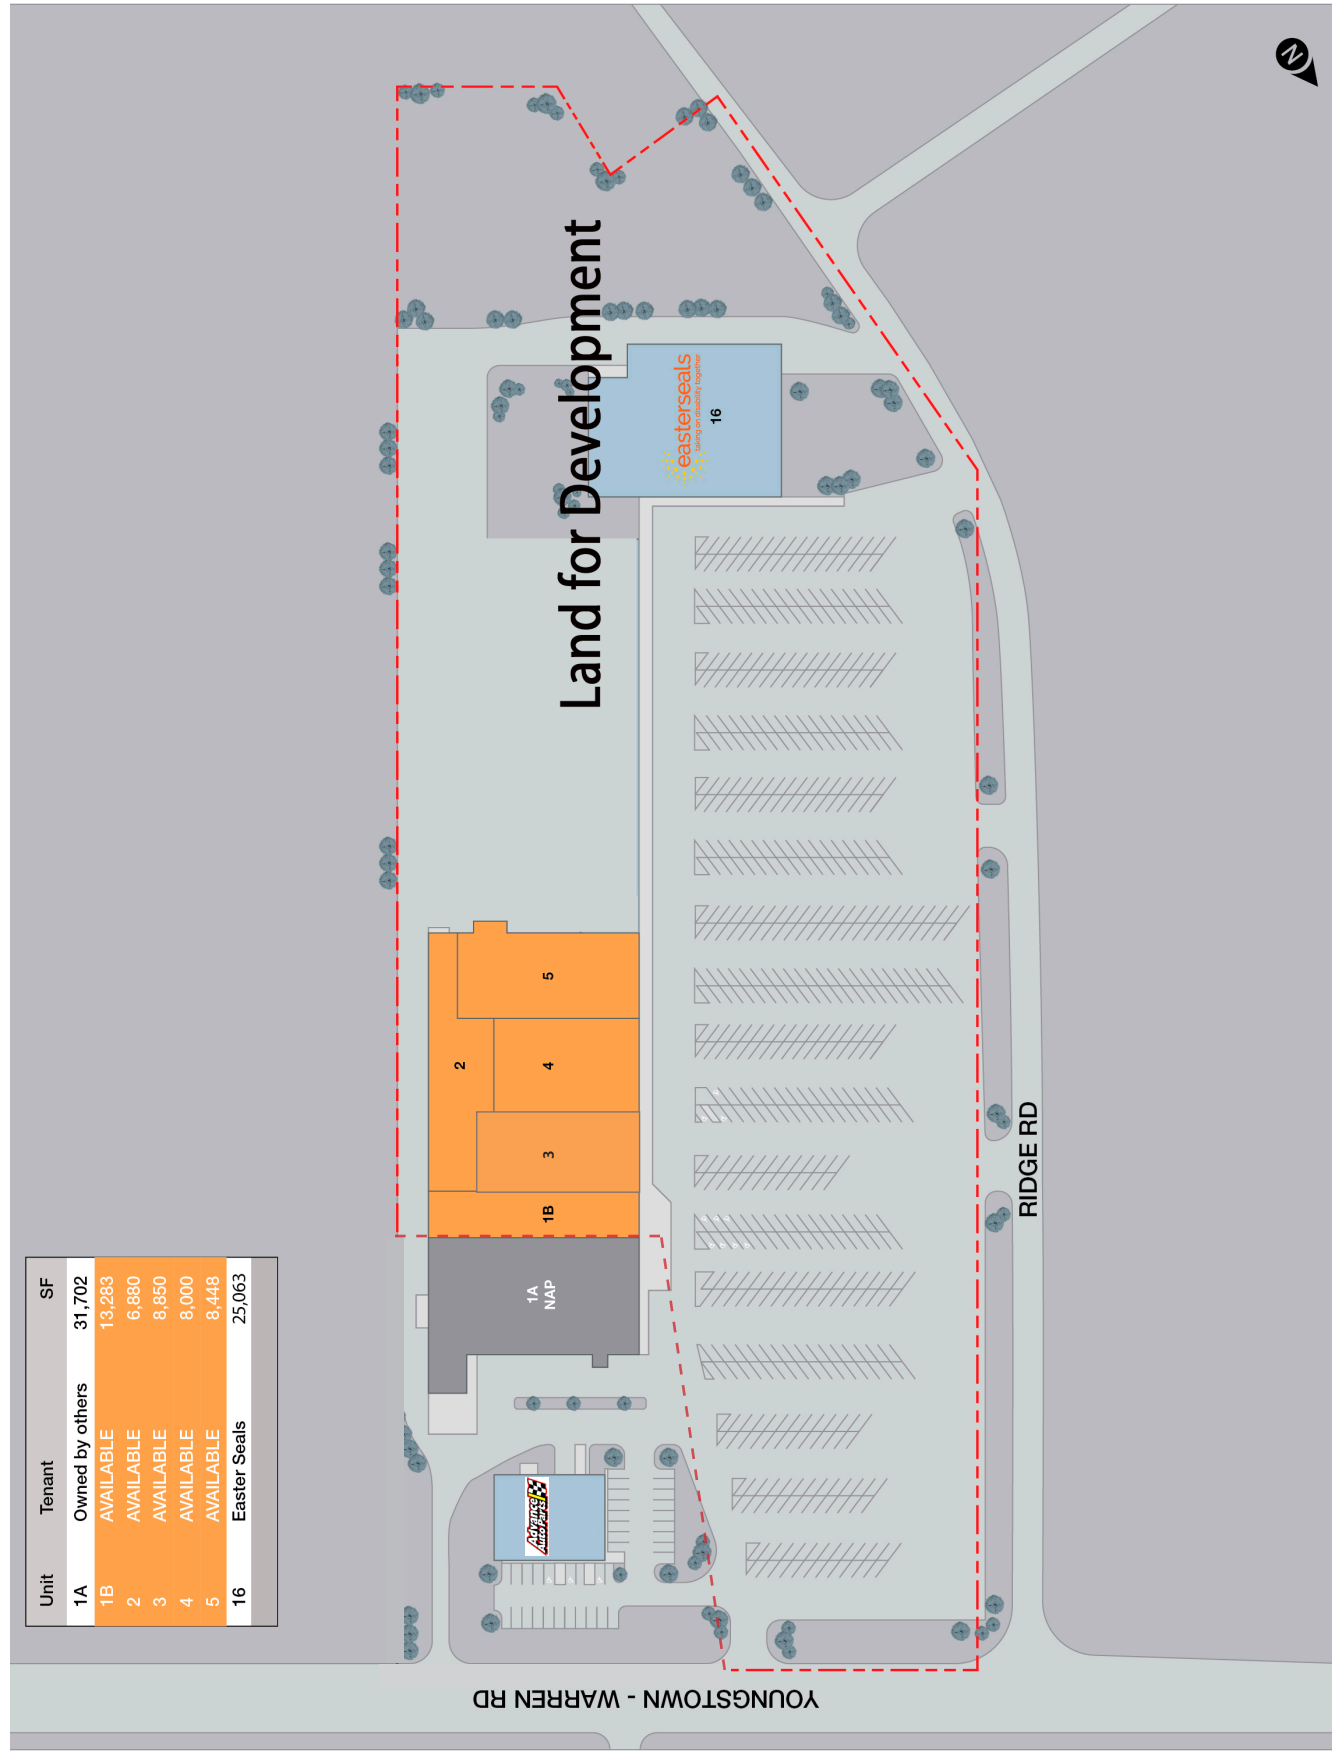 Unit Tenant SF
1A Owned by others 31,702
1B AVAILABLE 13,283
2 AVAILABLE 6,880
3 AVAILABLE 8,850
4 AVAILABLE 8,000
5 AVAILABLE 8,448
16 Easter Seals 25,063
Land for Development
easterseals
taking on disability together
16
5
4
2
3
1B
1A
NAP
Advance
Auto Parts
RIDGE RD
YOUNGSTOWN - WARREN RD
N